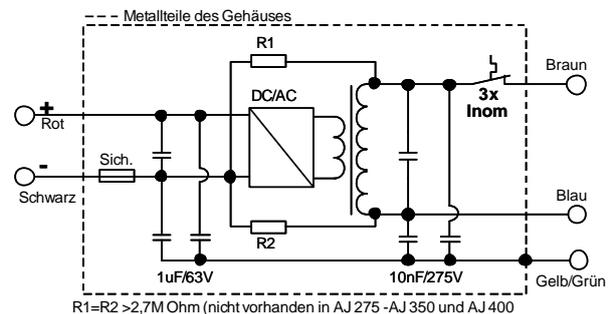 Metallteile des Gehäuses
R1
Braun
DC/AC
3x
Inom
+
Rot
-
Sich.
Schwarz
Blau
R2
1uF/63V
10nF/275V
Gelb/Grün
R1=R2 >2,7M Ohm (nicht vorhanden in AJ 275 -AJ 350 und AJ 400